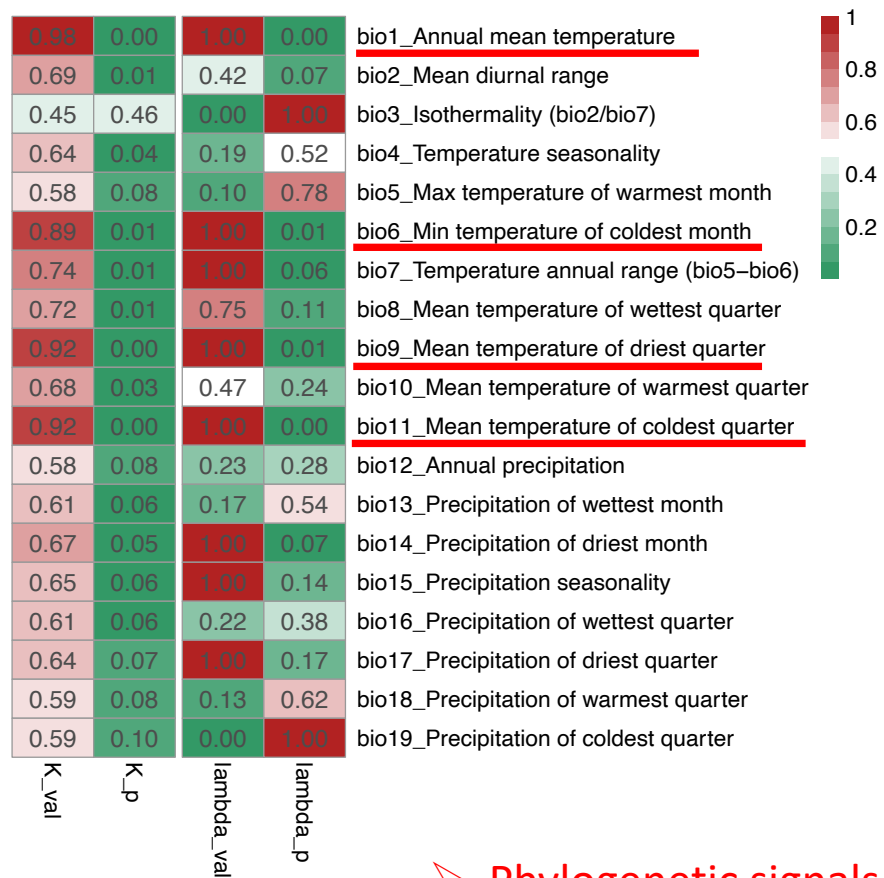 0.98 0.00 1.00 0.00 bio1_Annual mean temperature
0.69 0.01 0.42 0.07 bio2_Mean diurnal range
0.45 0.46 0.00 1.00 bio3_Isothermality (bio2/bio7)
0.64 0.04 0.19 0.52 bio4_Temperature seasonality
0.58 0.08 0.10 0.78 bio5_Max temperature of warmest month
0.89 0.01 1.00 0.01 bio6_Min temperature of coldest month
0.74 0.01 1.00 0.06 bio7_Temperature annual range (bio5−bio6)
0.72 0.01 0.75 0.11 bio8_Mean temperature of wettest quarter
0.92 0.00 1.00 0.01 bio9_Mean temperature of driest quarter
0.68 0.03 0.47 0.24 bio10_Mean temperature of warmest quarter
0.92 0.00 1.00 0.00 bio11_Mean temperature of coldest quarter
0.58 0.08 0.23 0.28 bio12_Annual precipitation
0.61 0.06 0.17 0.54 bio13_Precipitation of wettest month
0.67 0.05 1.00 0.07 bio14_Precipitation of driest month
0.65 0.06 1.00 0.14 bio15_Precipitation seasonality
0.61 0.06 0.22 0.38 bio16_Precipitation of wettest quarter
0.64 0.07 1.00 0.17 bio17_Precipitation of driest quarter
0.59 0.08 0.13 0.62 bio18_Precipitation of warmest quarter
0.59 0.10 0.00 1.00 bio19_Precipitation of coldest quarter
K_val K_p lambda_val lambda_p
1
0.8
0.6
0.4
0.2
Phylogenetic signals